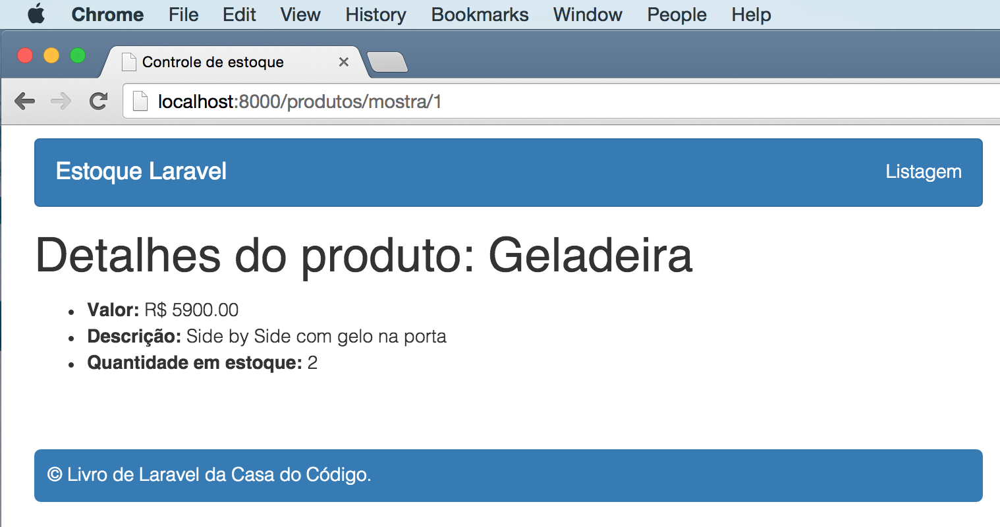 Chrome File Edit View History Bookmarks Window People Help
Controle de estoque
localhost:8000/produtos/mostra/1
Estoque Laravel Listagem
Detalhes do produto: Geladeira
• Valor: R$ 5900.00
• Descrição: Side by Side com gelo na porta
• Quantidade em estoque: 2
© Livro de Laravel da Casa do Código.